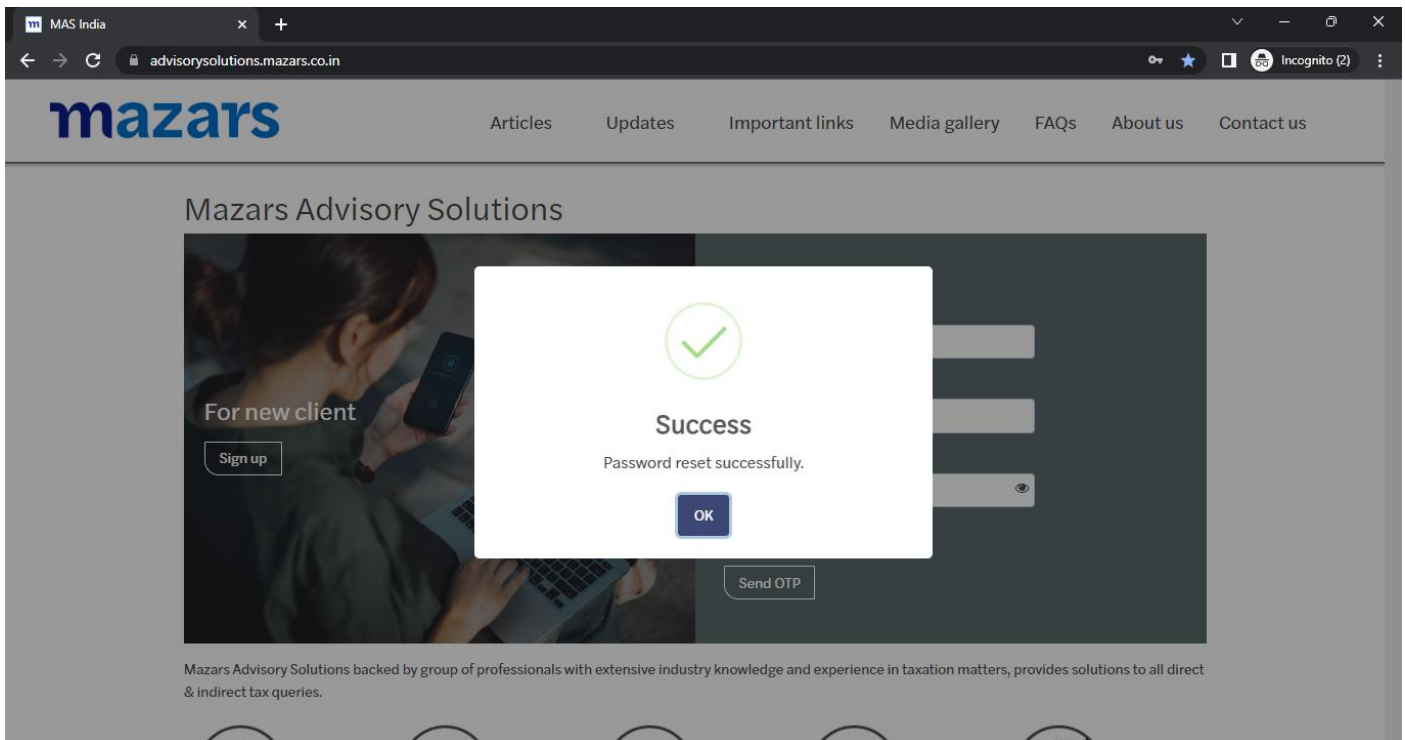 MAS India
advisorysolutions.mazars.co.in
Incognito (2)
mazars
Articles Updates Important links Media gallery FAQs About us Contact us
Mazars Advisory Solutions
For new client
Sign up
Success
Password reset successfully.
OK
Send OTP
Mazars Advisory Solutions backed by group of professionals with extensive industry knowledge and experience in taxation matters, provides solutions to all direct
& indirect tax queries.